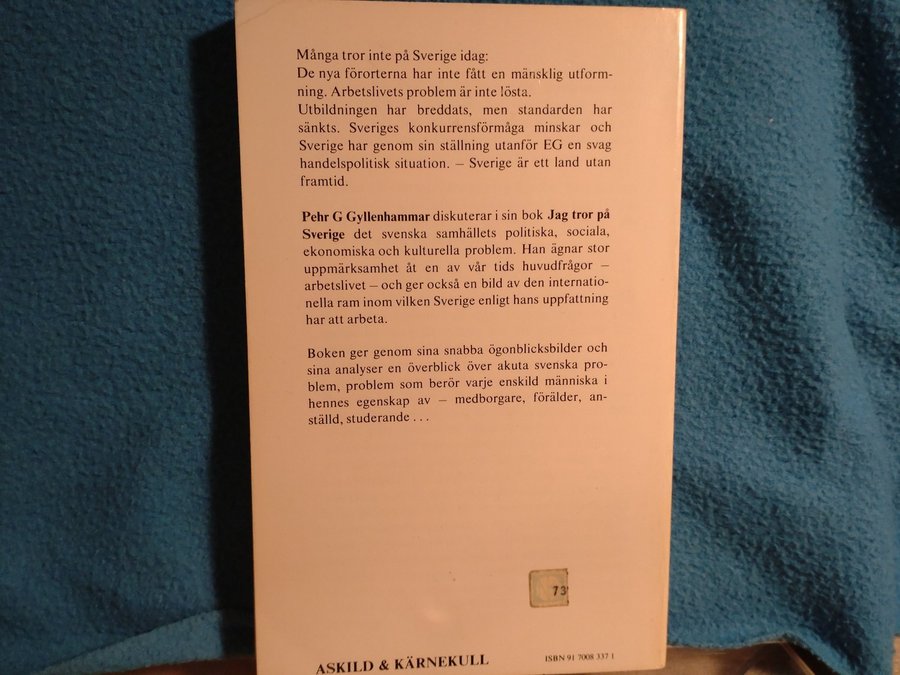 Många tror inte på Sverige idag:
De nya förorterna har inte fått en mänsklig utform-
ning. Arbetslivets problem är inte lösta.
Utbildningen har breddats, men standarden har
sänkts. Sveriges konkurrensförmåga minskar och
Sverige har genom sin ställning utanför EG en svag
handelspolitisk situation. – Sverige är ett land utan
framtid.
Pehr G Gyllenhammar diskuterar i sin bok Jag tror på
Sverige det svenska samhällets politiska, sociala,
ekonomiska och kulturella problem. Han ägnar stor
uppmärksamhet åt en av vår tids huvudfrågor –
arbetslivet – och ger också en bild av den internatio-
nella ram inom vilken Sverige enligt hans uppfattning
har att arbeta.
Boken ger genom sina snabba ögonblicksbilder och
sina analyser en överblick över akuta svenska pro-
blem, problem som berör varje enskild människa i
hennes egenskap av – medborgare, förälder, an-
ställd, studerande . . .
73
ASKILD & KÄRNEKULL
ISBN 91 7008 337 1